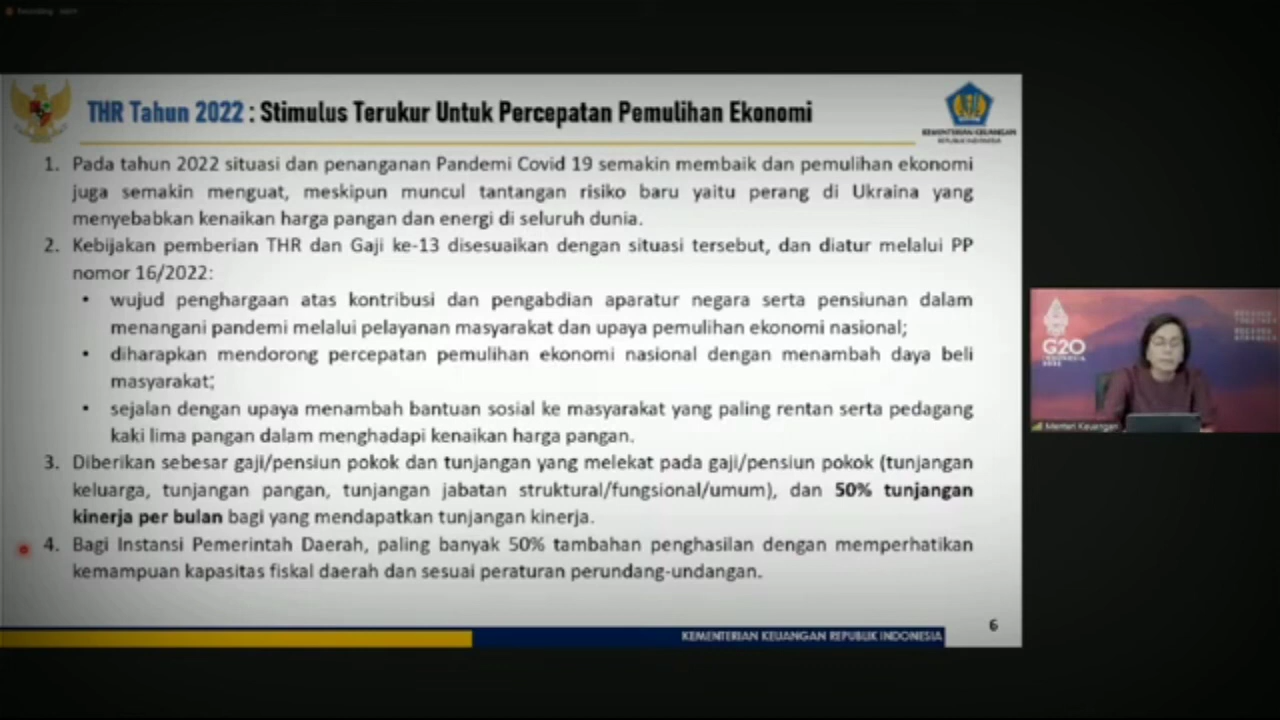 THR Tahun 2022 : Stimulus Terukur Untuk Percepatan Pemulihan Ekonomi
KEMENTERIAN KEUANGAN
REPUBLIK INDONESIA
1. Pada tahun 2022 situasi dan penanganan Pandemi Covid 19 semakin membaik dan pemulihan ekonomi
juga semakin menguat, meskipun muncul tantangan risiko baru yaitu perang di Ukraina yang
menyebabkan kenaikan harga pangan dan energi di seluruh dunia.
2. Kebijakan pemberian THR dan Gaji ke-13 disesuaikan dengan situasi tersebut, dan diatur melalui PP
nomor 16/2022:
• wujud penghargaan atas kontribusi dan pengabdian aparatur negara serta pensiunan dalam
menangani pandemi melalui pelayanan masyarakat dan upaya pemulihan ekonomi nasional;
• diharapkan mendorong percepatan pemulihan ekonomi nasional dengan menambah daya beli
masyarakat;
• sejalan dengan upaya menambah bantuan sosial ke masyarakat yang paling rentan serta pedagang
kaki lima pangan dalam menghadapi kenaikan harga pangan.
3. Diberikan sebesar gaji/pensiun pokok dan tunjangan yang melekat pada gaji/pensiun pokok (tunjangan
keluarga, tunjangan pangan, tunjangan jabatan struktural/fungsional/umum), dan 50% tunjangan
kinerja per bulan bagi yang mendapatkan tunjangan kinerja.
4. Bagi Instansi Pemerintah Daerah, paling banyak 50% tambahan penghasilan dengan memperhatikan
kemampuan kapasitas fiskal daerah dan sesuai peraturan perundang-undangan.
6
KEMENTERIAN KEUANGAN REPUBLIK INDONESIA
G20
INDONESIA
Menteri Keuangan